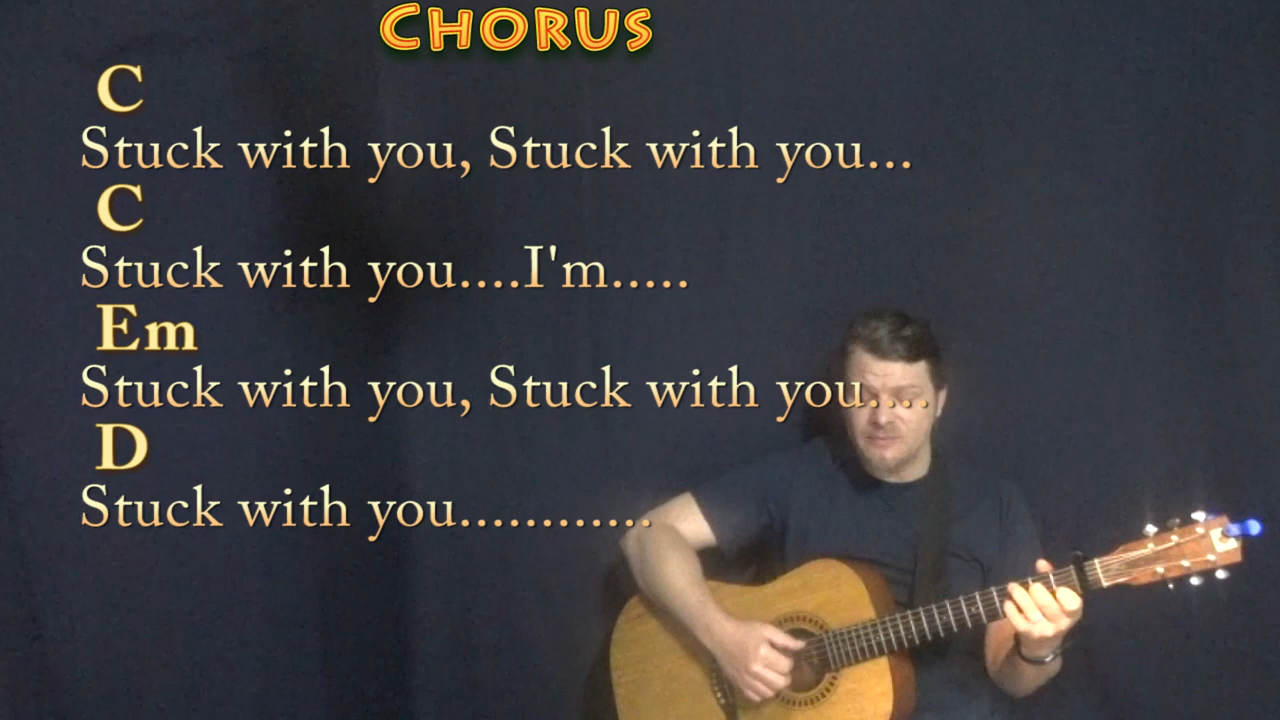 CHORUS
C
Stuck with you, Stuck with you...
C
Stuck with you....I'm.....
Em
Stuck with you, Stuck with you....
D
Stuck with you............